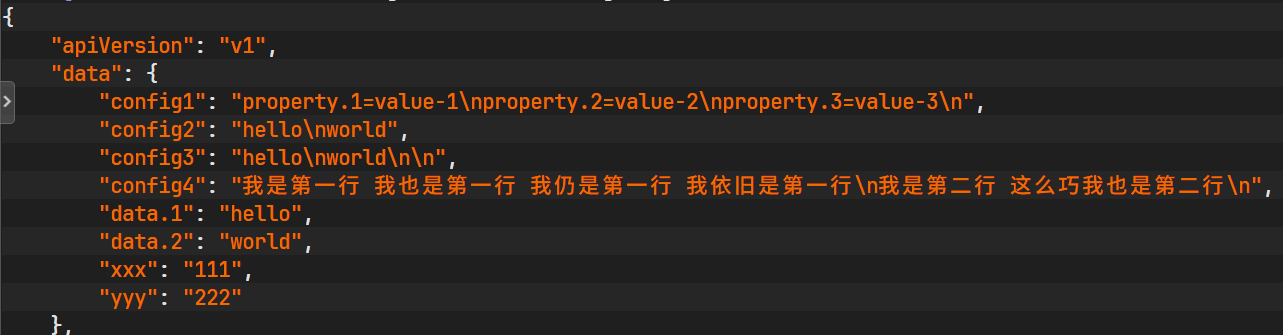 {
    "apiVersion": "v1",
    "data": {
        "config1": "property.1=value-1\nproperty.2=value-2\nproperty.3=value-3\n",
        "config2": "hello\nworld",
        "config3": "hello\nworld\n\n",
        "config4": "我是第一行 我也是第一行 我仍是第一行 我依旧是第一行\n我是第二行 这么巧我也是第二行\n",
        "data.1": "hello",
        "data.2": "world",
        "xxx": "111",
        "yyy": "222"
    },